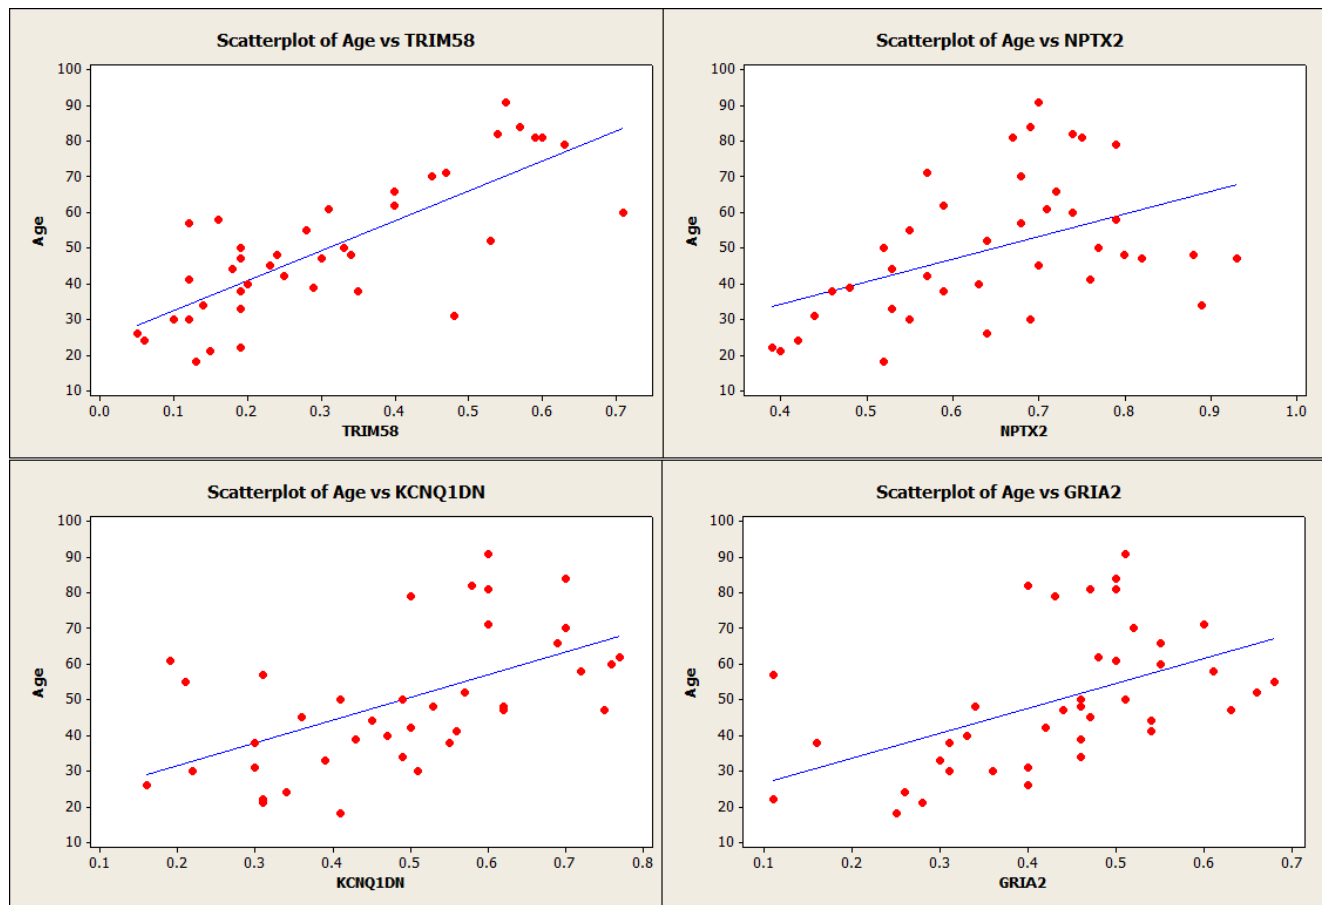 Scatterplot of Age vs TRIM58
100
90
80
70
60
50
40
30
20
10
Age
0.0 0.1 0.2 0.3 0.4 0.5 0.6 0.7
TRIM58
Scatterplot of Age vs NPTX2
100
90
80
70
60
50
40
30
20
10
Age
0.4 0.5 0.6 0.7 0.8 0.9 1.0
NPTX2
Scatterplot of Age vs KCNQ1DN
100
90
80
70
60
50
40
30
20
10
Age
0.1 0.2 0.3 0.4 0.5 0.6 0.7 0.8
KCNQ1DN
Scatterplot of Age vs GRIA2
100
90
80
70
60
50
40
30
20
10
Age
0.1 0.2 0.3 0.4 0.5 0.6 0.7
GRIA2